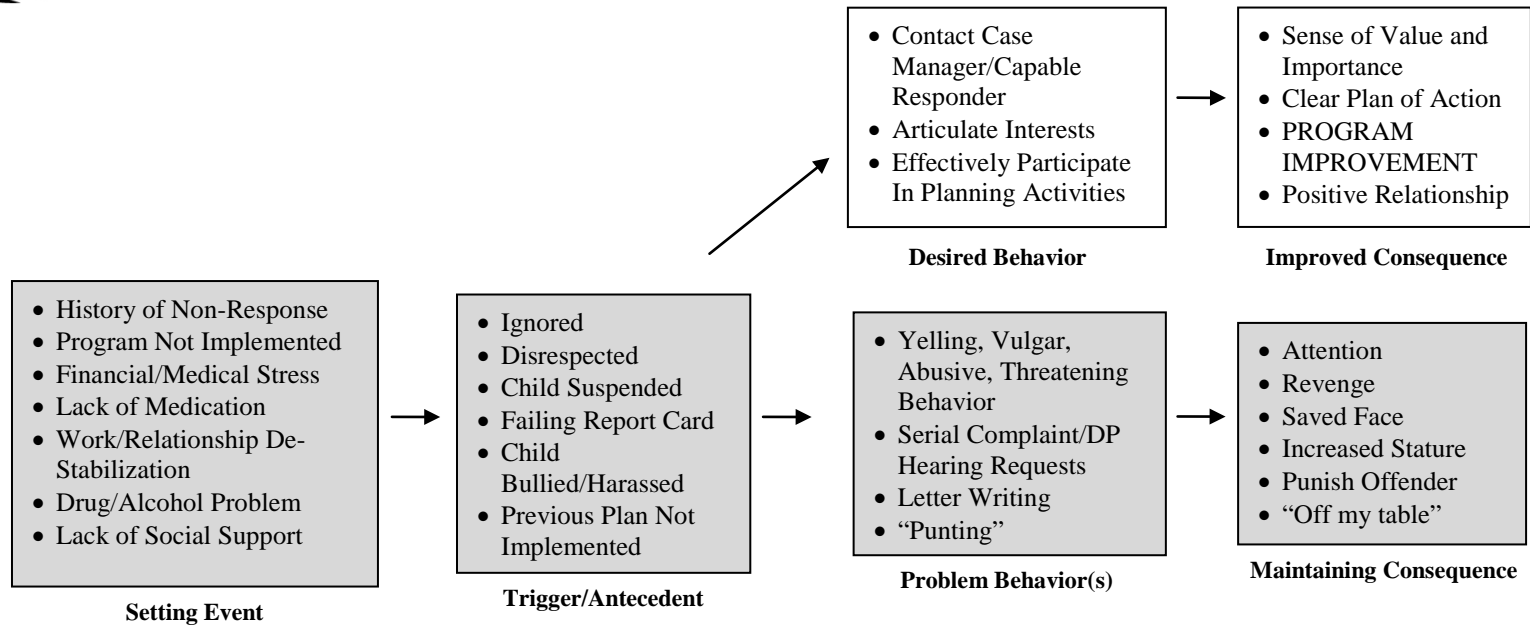 • Contact Case
Manager/Capable
Responder
• Articulate Interests
• Effectively Participate
In Planning Activities
Desired Behavior
• Sense of Value and
Importance
• Clear Plan of Action
• PROGRAM
IMPROVEMENT
• Positive Relationship
Improved Consequence
• History of Non-Response
• Program Not Implemented
• Financial/Medical Stress
• Lack of Medication
• Work/Relationship De-
Stabilization
• Drug/Alcohol Problem
• Lack of Social Support
Setting Event
• Ignored
• Disrespected
• Child Suspended
• Failing Report Card
• Child
Bullied/Harassed
• Previous Plan Not
Implemented
Trigger/Antecedent
• Yelling, Vulgar,
Abusive, Threatening
Behavior
• Serial Complaint/DP
Hearing Requests
• Letter Writing
• “Punting”
Problem Behavior(s)
• Attention
• Revenge
• Saved Face
• Increased Stature
• Punish Offender
• “Off my table”
Maintaining Consequence